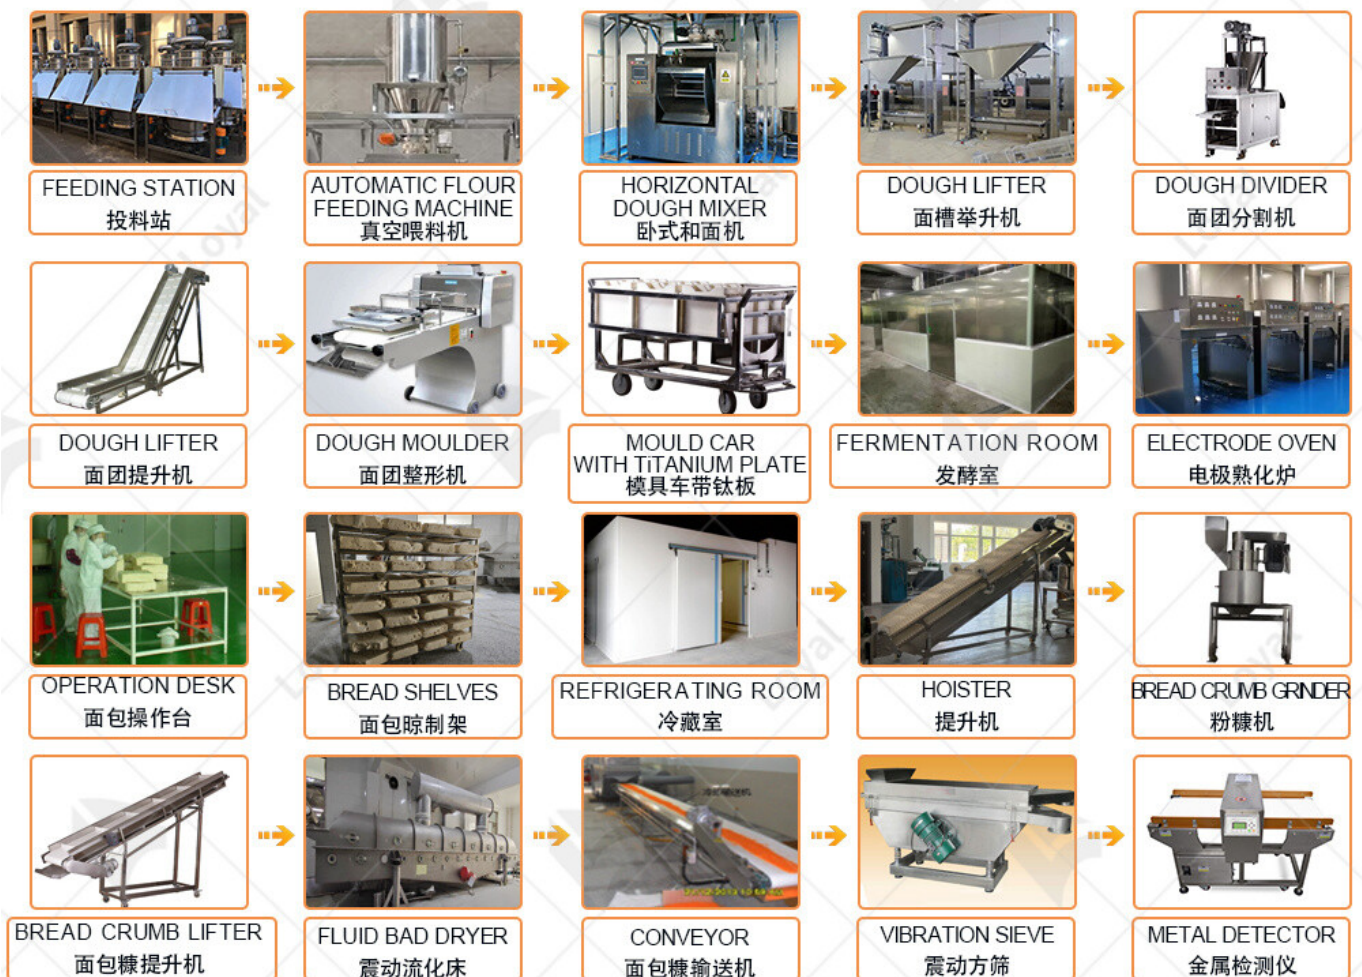 FEEDING STATION
投料站
AUTOMATIC FLOUR
FEEDING MACHINE
真空喂料机
HORIZONTAL
DOUGH MIXER
卧式和面机
DOUGH LIFTER
面槽举升机
DOUGH DIVIDER
面团分割机
DOUGH LIFTER
面团提升机
DOUGH MOULDER
面团整形机
MOULD CAR
WITH TiTANIUM PLATE
模具车带钛板
FERMENTATION ROOM
发酵室
ELECTRODE OVEN
电极熟化炉
OPERATION DESK
面包操作台
BREAD SHELVES
面包晾制架
REFRIGERATING ROOM
冷藏室
HOISTER
提升机
BREAD CRUMB GRINDER
粉糠机
BREAD CRUMB LIFTER
面包糠提升机
FLUID BAD DRYER
震动流化床
CONVEYOR
面包糠输送机
VIBRATION SIEVE
震动方筛
METAL DETECTOR
金属检测仪
Loyal
Loyal
Loyal